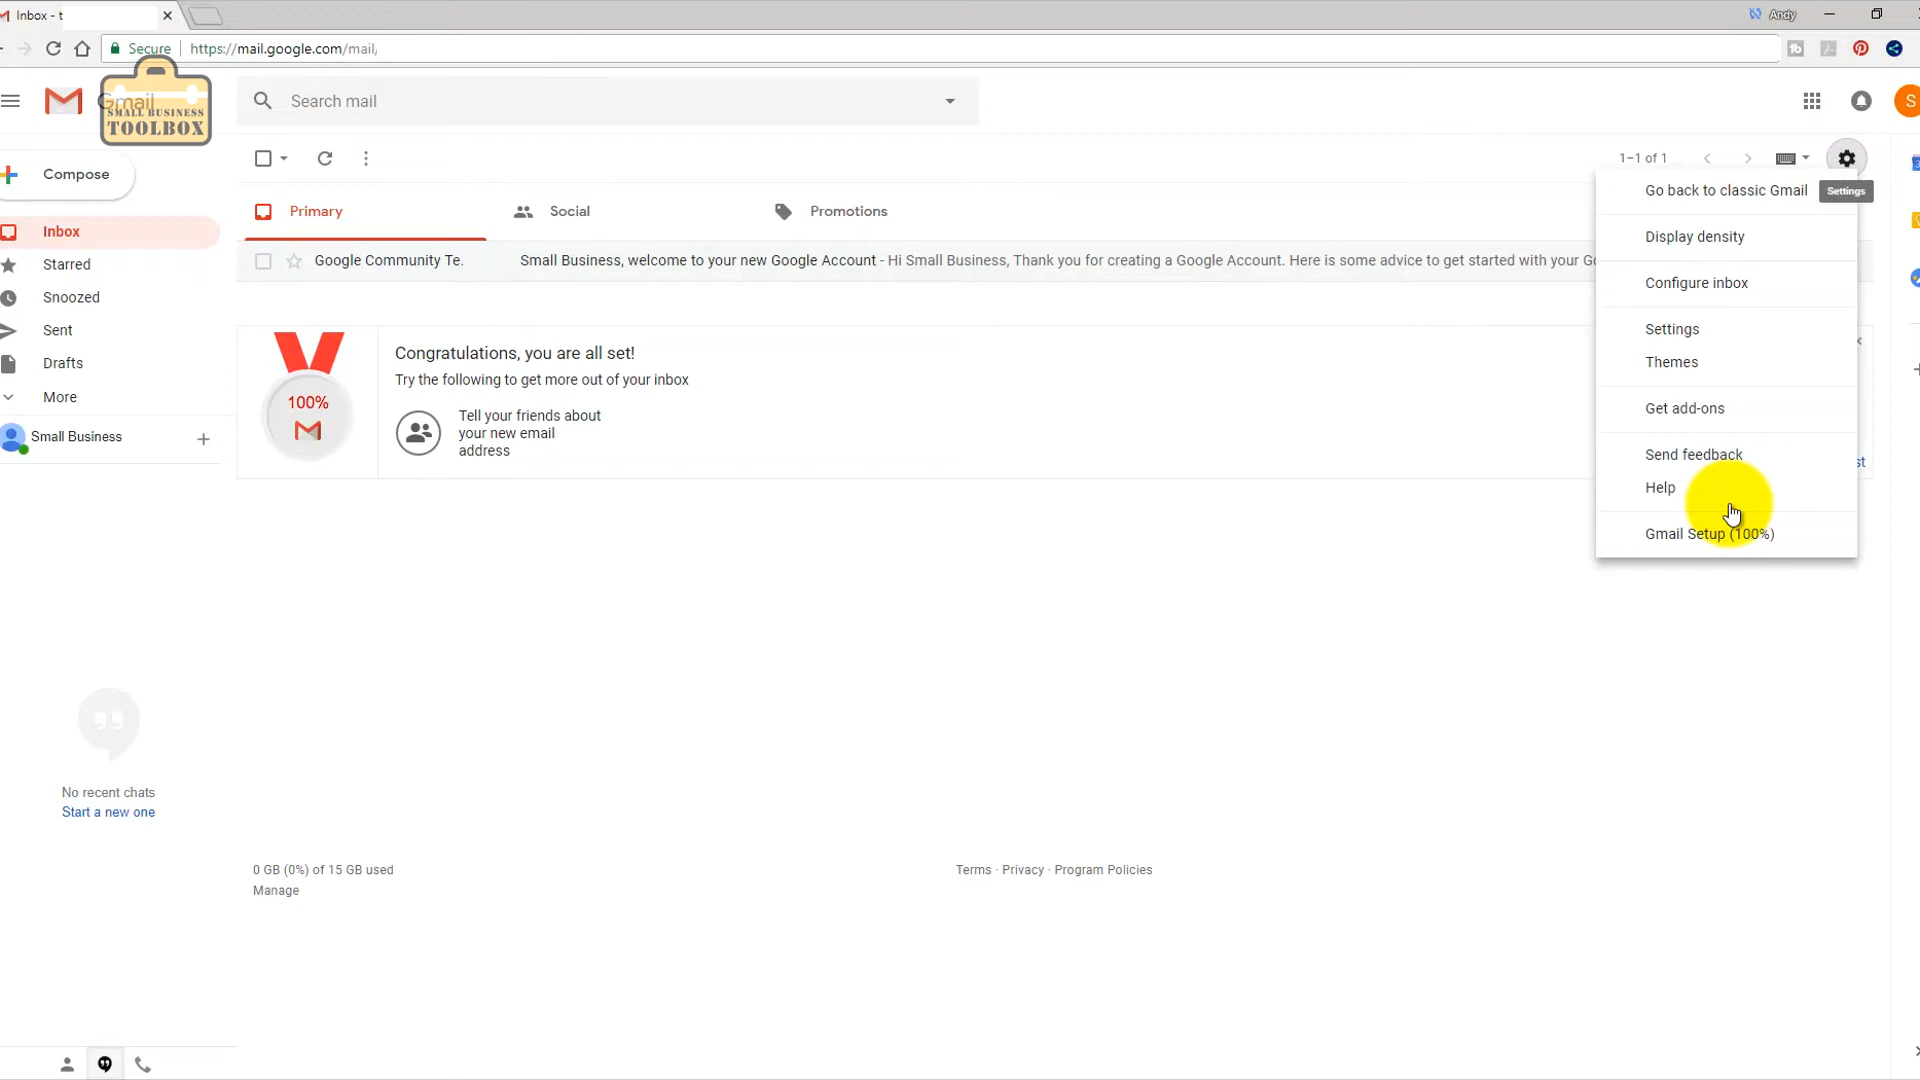 Inbox - t
Andy
Secure
https://mail.google.com/mail/
Gmail
SMALL BUSINESS
TOOLBOX
Search mail
S
Compose
1–1 of 1
Go back to classic Gmail
Settings
Primary
Social
Promotions
Inbox
Display density
Google Community Te.
Small Business, welcome to your new Google Account - Hi Small Business, Thank you for creating a Google Account. Here is some advice to get started with your Go
Starred
Configure inbox
Snoozed
Sent
Settings
Congratulations, you are all set!
Drafts
Themes
Try the following to get more out of your inbox
More
100%
Tell your friends about
your new email
address
Get add-ons
Small Business
Send feedback
st
Help
Gmail Setup (100%)
No recent chats
Start a new one
0 GB (0%) of 15 GB used
Manage
Terms · Privacy · Program Policies